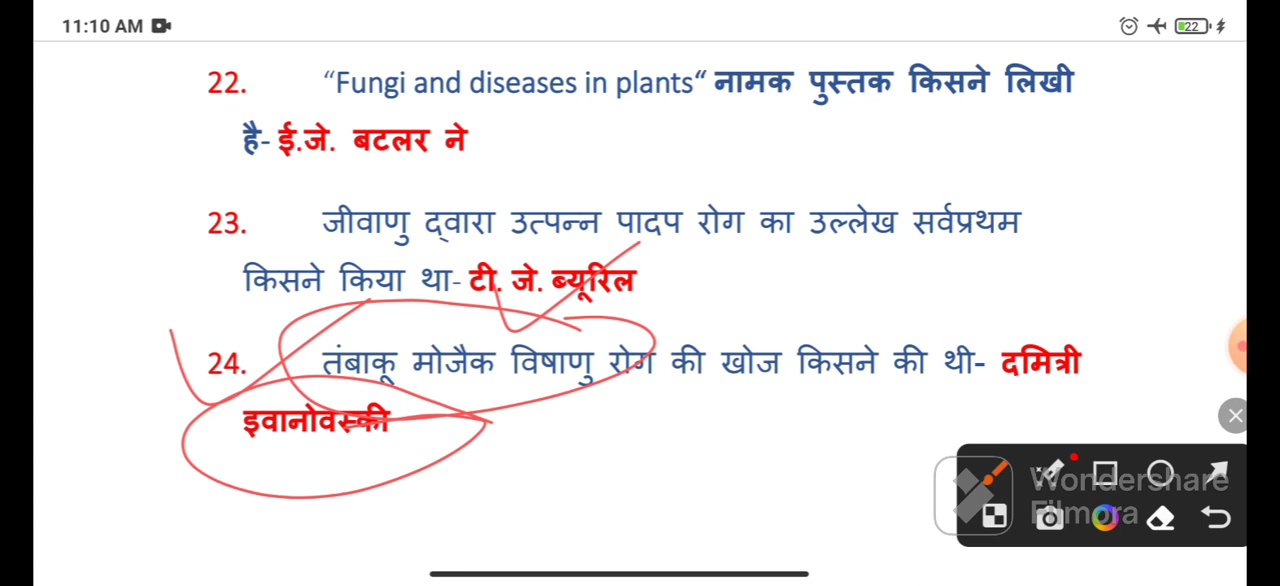 11:10 AM
22
22. “Fungi and diseases in plants“ नामक पुस्तक किसने लिखी
है- ई.जे. बटलर ने
23. जीवाणु द्वारा उत्पन्न पादप रोग का उल्लेख सर्वप्रथम
किसने किया था- टी. जे. ब्यूरिल
24. तंबाकू मोजैक विषाणु रोग की खोज किसने की थी- दमित्री
इवानोवस्की
Wondershare
Filmora